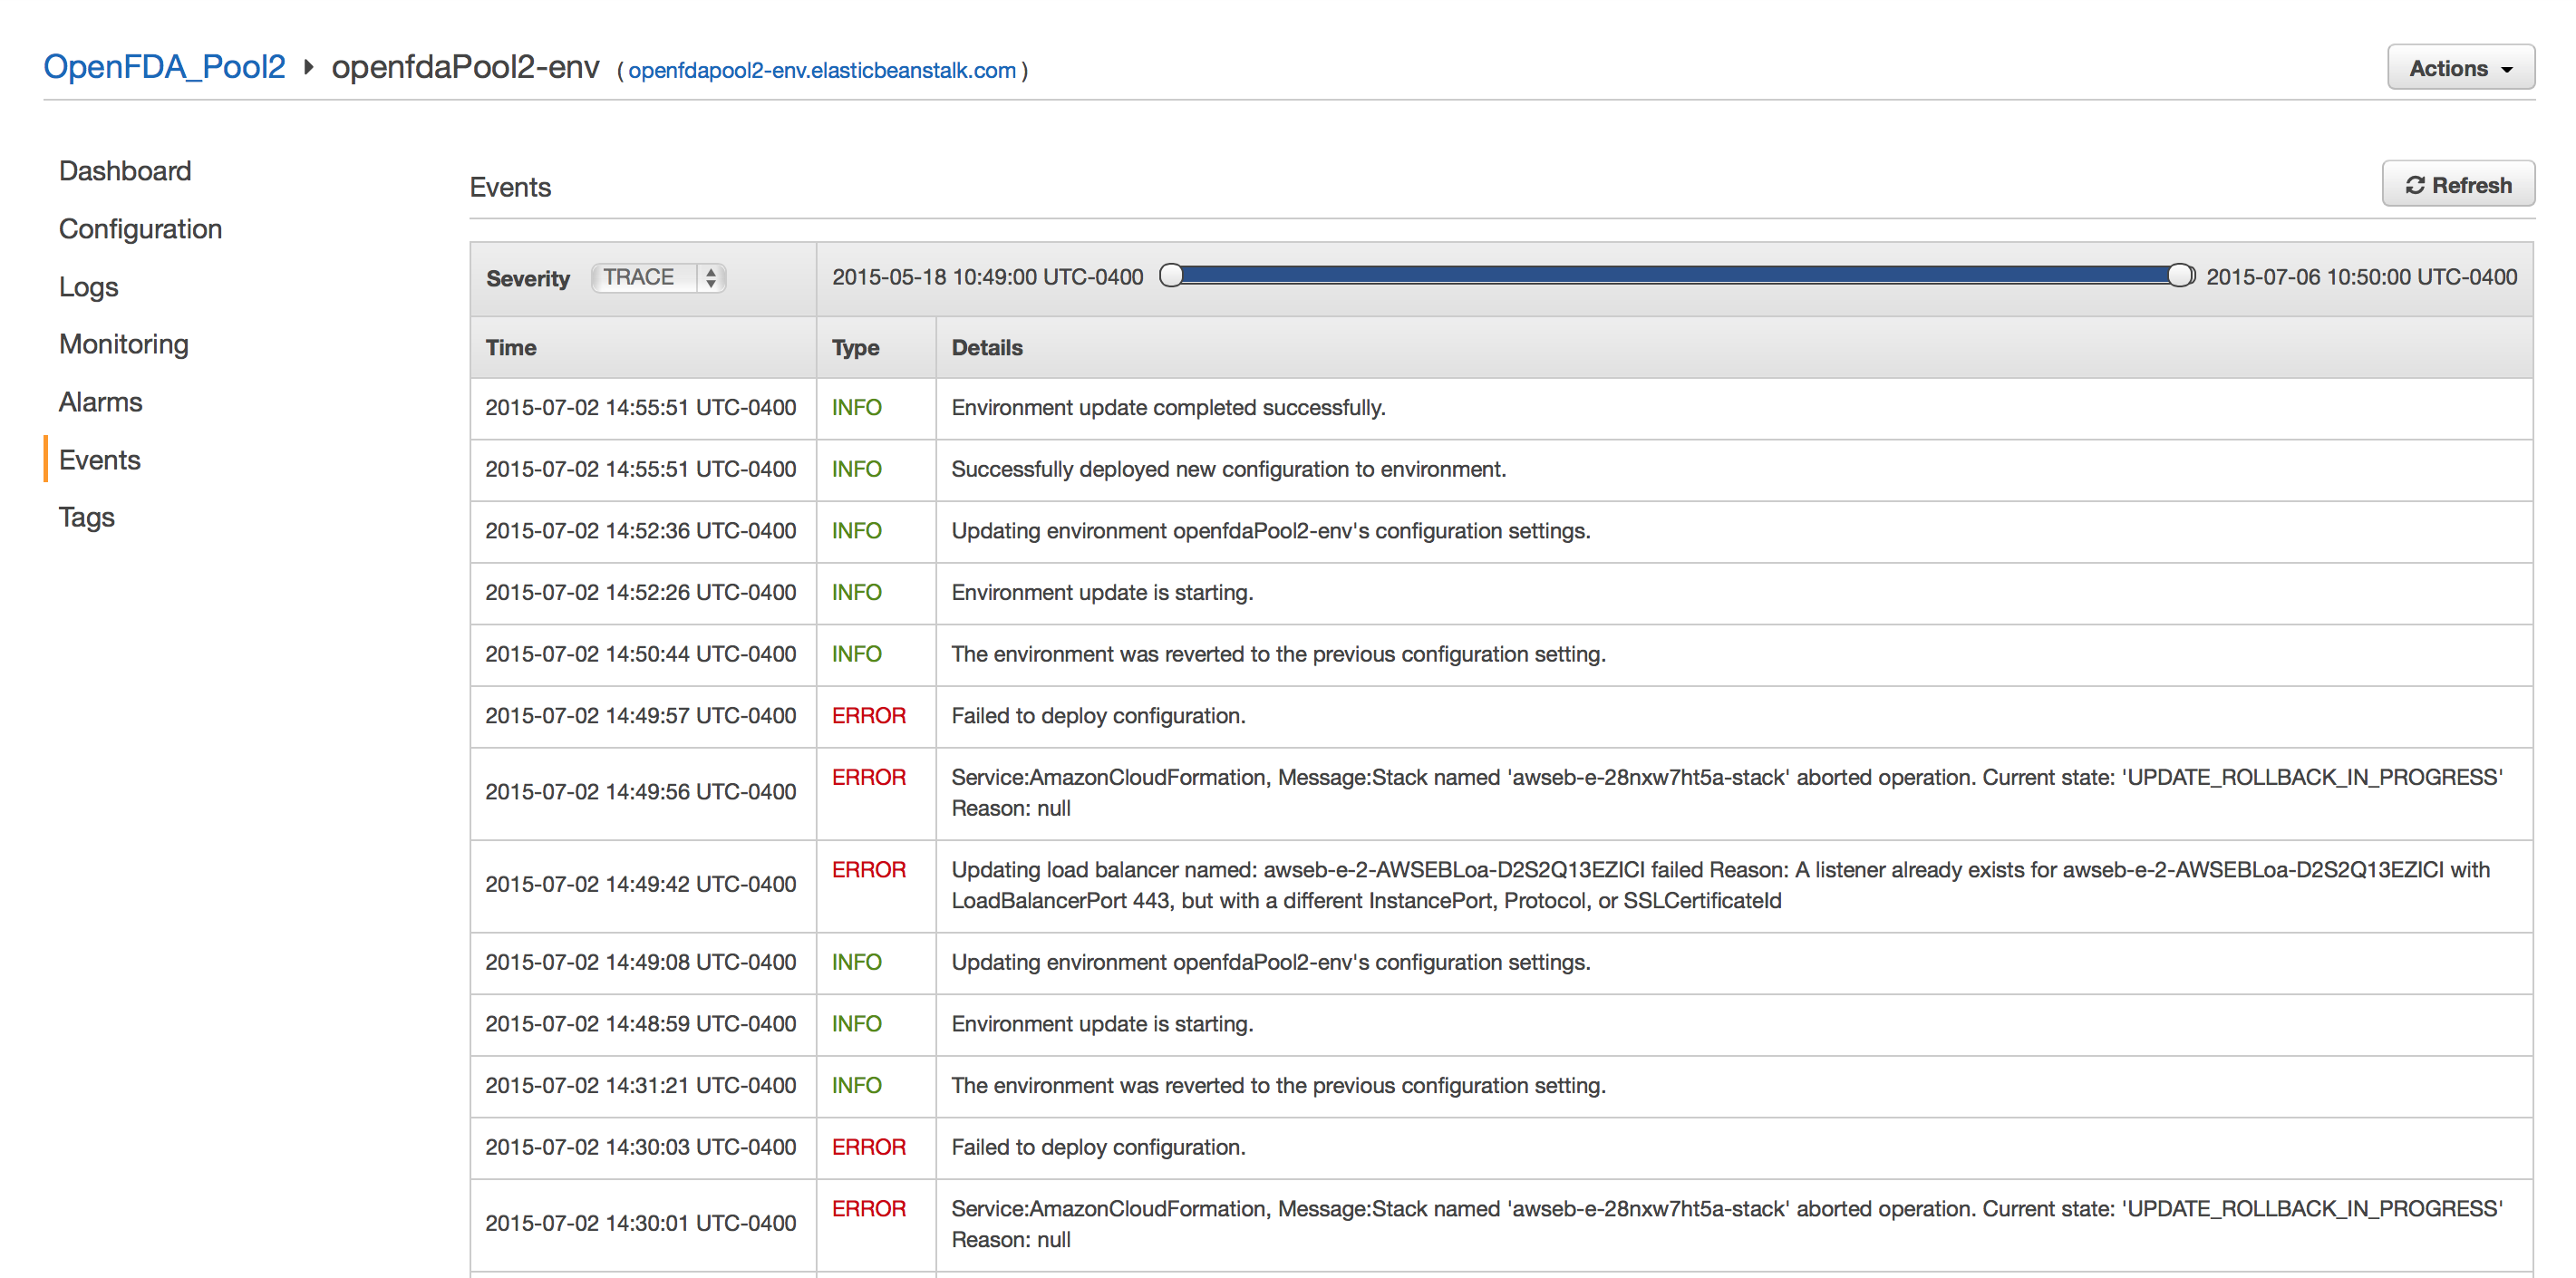 OpenFDA_Pool2 ▸ openfdaPool2-env ( openfdapool2-env.elasticbeanstalk.com )
Actions
Dashboard
Configuration
Logs
Monitoring
Alarms
Events
Tags
Events
Refresh
Severity TRACE 2015-05-18 10:49:00 UTC-0400 2015-07-06 10:50:00 UTC-0400
Time Type Details
2015-07-02 14:55:51 UTC-0400 INFO Environment update completed successfully.
2015-07-02 14:55:51 UTC-0400 INFO Successfully deployed new configuration to environment.
2015-07-02 14:52:36 UTC-0400 INFO Updating environment openfdaPool2-env's configuration settings.
2015-07-02 14:52:26 UTC-0400 INFO Environment update is starting.
2015-07-02 14:50:44 UTC-0400 INFO The environment was reverted to the previous configuration setting.
2015-07-02 14:49:57 UTC-0400 ERROR Failed to deploy configuration.
2015-07-02 14:49:56 UTC-0400 ERROR Service:AmazonCloudFormation, Message:Stack named 'awseb-e-28nxw7ht5a-stack' aborted operation. Current state: 'UPDATE_ROLLBACK_IN_PROGRESS'
Reason: null
2015-07-02 14:49:42 UTC-0400 ERROR Updating load balancer named: awseb-e-2-AWSEBLoa-D2S2Q13EZICI failed Reason: A listener already exists for awseb-e-2-AWSEBLoa-D2S2Q13EZICI with
LoadBalancerPort 443, but with a different InstancePort, Protocol, or SSLCertificateId
2015-07-02 14:49:08 UTC-0400 INFO Updating environment openfdaPool2-env's configuration settings.
2015-07-02 14:48:59 UTC-0400 INFO Environment update is starting.
2015-07-02 14:31:21 UTC-0400 INFO The environment was reverted to the previous configuration setting.
2015-07-02 14:30:03 UTC-0400 ERROR Failed to deploy configuration.
2015-07-02 14:30:01 UTC-0400 ERROR Service:AmazonCloudFormation, Message:Stack named 'awseb-e-28nxw7ht5a-stack' aborted operation. Current state: 'UPDATE_ROLLBACK_IN_PROGRESS'
Reason: null